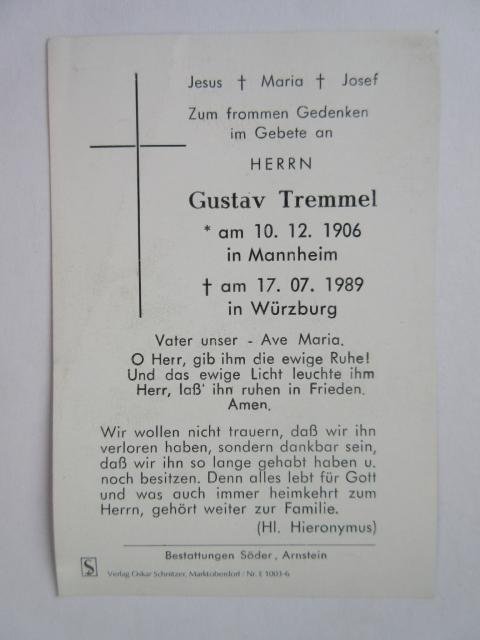 Jesus † Maria † Josef
Zum frommen Gedenken
im Gebete an
HERRN
Gustav Tremmel
* am 10. 12. 1906
in Mannheim
† am 17. 07. 1989
in Würzburg
Vater unser - Ave Maria.
O Herr, gib ihm die ewige Ruhe!
Und das ewige Licht leuchte ihm
Herr, laß' ihn ruhen in Frieden.
Amen.
Wir wollen nicht trauern, daß wir ihn
verloren haben, sondern dankbar sein,
daß wir ihn so lange gehabt haben u.
noch besitzen. Denn alles lebt für Gott
und was auch immer heimkehrt zum
Herrn, gehört weiter zur Familie.
(Hl. Hieronymus)
Bestattungen Söder, Arnstein
S Verlag Oskar Schnitzer, Marktoberdorf / Nr. E 1003-6